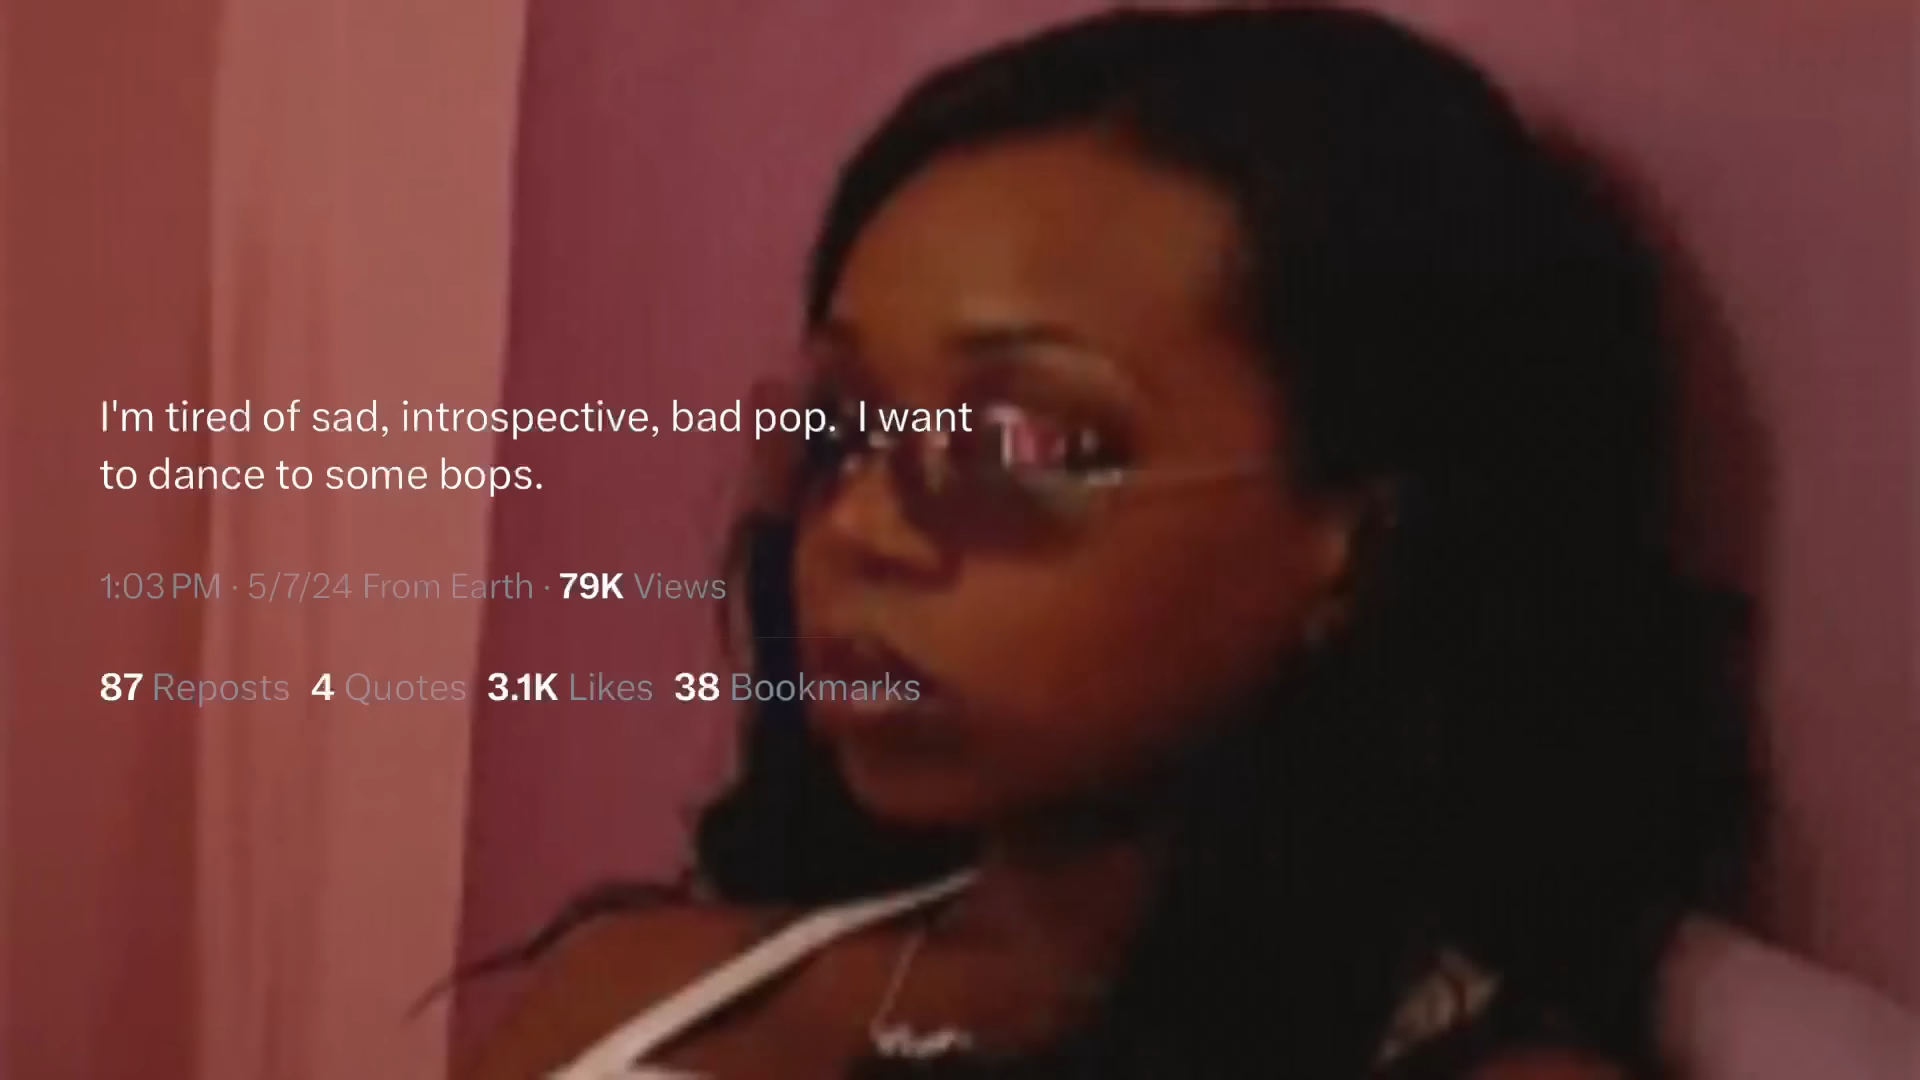 I'm tired of sad, introspective, bad pop.  I want
to dance to some bops.
1:03 PM · 5/7/24 From Earth · 79K Views
87 Reposts 4 Quotes 3.1K Likes 38 Bookmarks